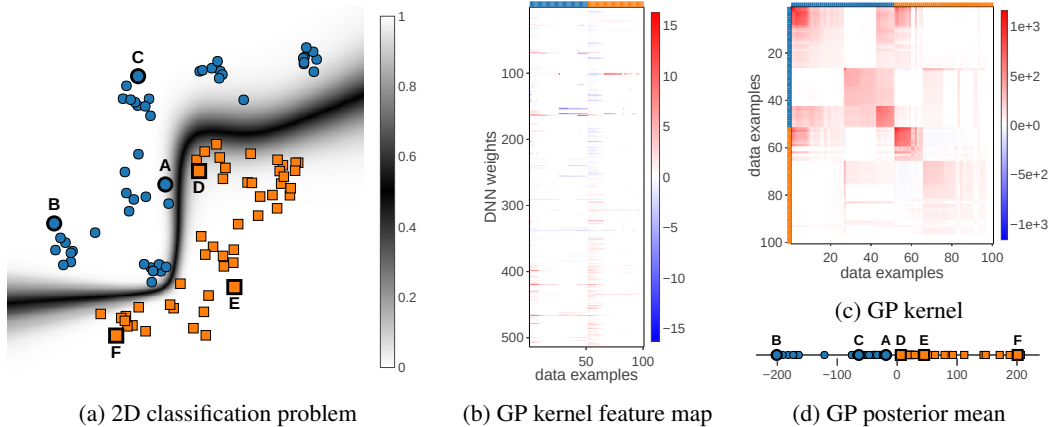 C
A
D
B
E
F
1
0.8
0.6
0.4
0.2
0
(a) 2D classification problem
DNN weights
100
200
300
400
500
50
100
data examples
15
10
5
0
−5
−10
−15
(b) GP kernel feature map
data examples
20
40
60
80
100
20
40
60
80
100
data examples
1e+3
5e+2
0e+0
−5e+2
−1e+3
(c) GP kernel
B
C
A
D
E
F
−200
−100
0
100
200
(d) GP posterior mean